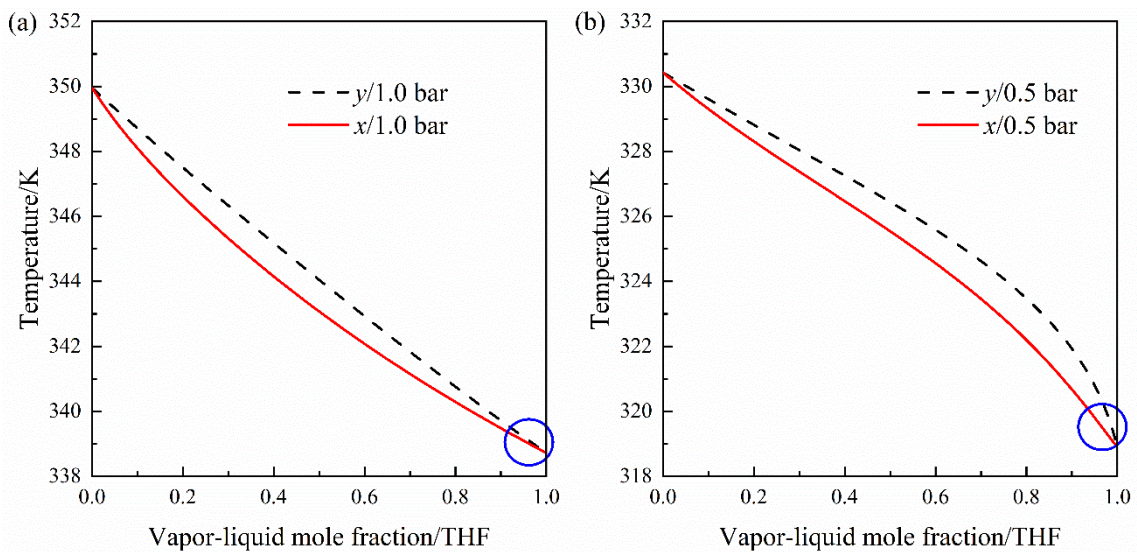 (a)
352
350
348
346
344
342
340
338
Temperature/K
y/1.0 bar
x/1.0 bar
0.0 0.2 0.4 0.6 0.8 1.0
Vapor-liquid mole fraction/THF
(b)
332
330
328
326
324
322
320
318
Temperature/K
y/0.5 bar
x/0.5 bar
0.0 0.2 0.4 0.6 0.8 1.0
Vapor-liquid mole fraction/THF